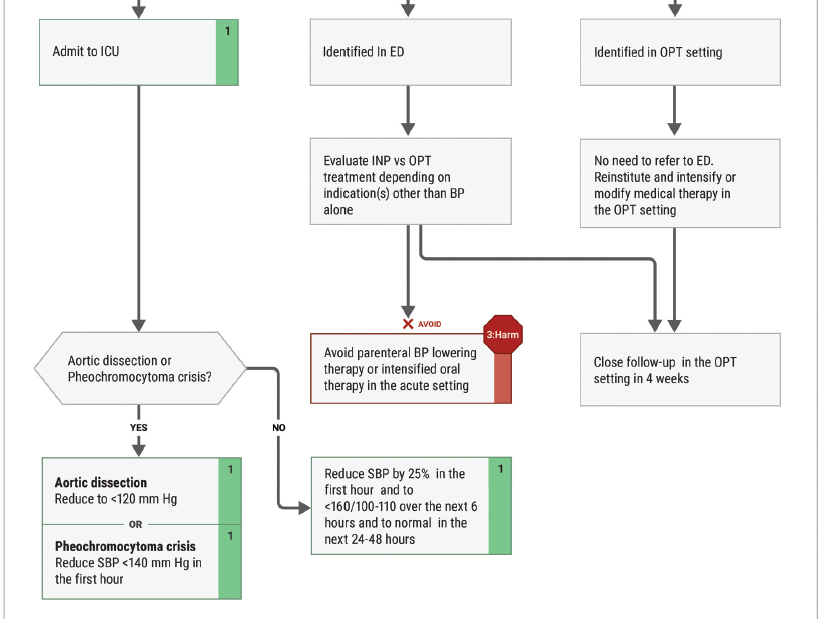 Admit to ICU
1
Identified In ED
Identified in OPT setting
Evaluate INP vs OPT
treatment depending on
indication(s) other than BP
alone
No need to refer to ED.
Reinstitute and intensify or
modify medical therapy in
the OPT setting
AVOID
3:Harm
Avoid parenteral BP lowering
therapy or intensified oral
therapy in the acute setting
Close follow-up in the OPT
setting in 4 weeks
Aortic dissection or
Pheochromocytoma crisis?
YES
NO
Aortic dissection
Reduce to <120 mm Hg
1
OR
Pheochromocytoma crisis
Reduce SBP <140 mm Hg in
the first hour
1
Reduce SBP by 25% in the
first hour and to
<160/100-110 over the next 6
hours and to normal in the
next 24-48 hours
1